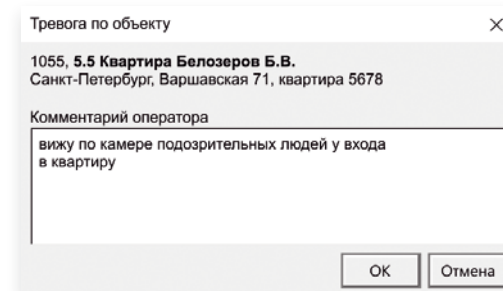 Тревога по объекту
1055, 5.5 Квартира Белозеров Б.В.
Санкт-Петербург, Варшавская 71, квартира 5678
Комментарий оператора
вижу по камере подозрительных людей у входа
в квартиру
ОК
Отмена